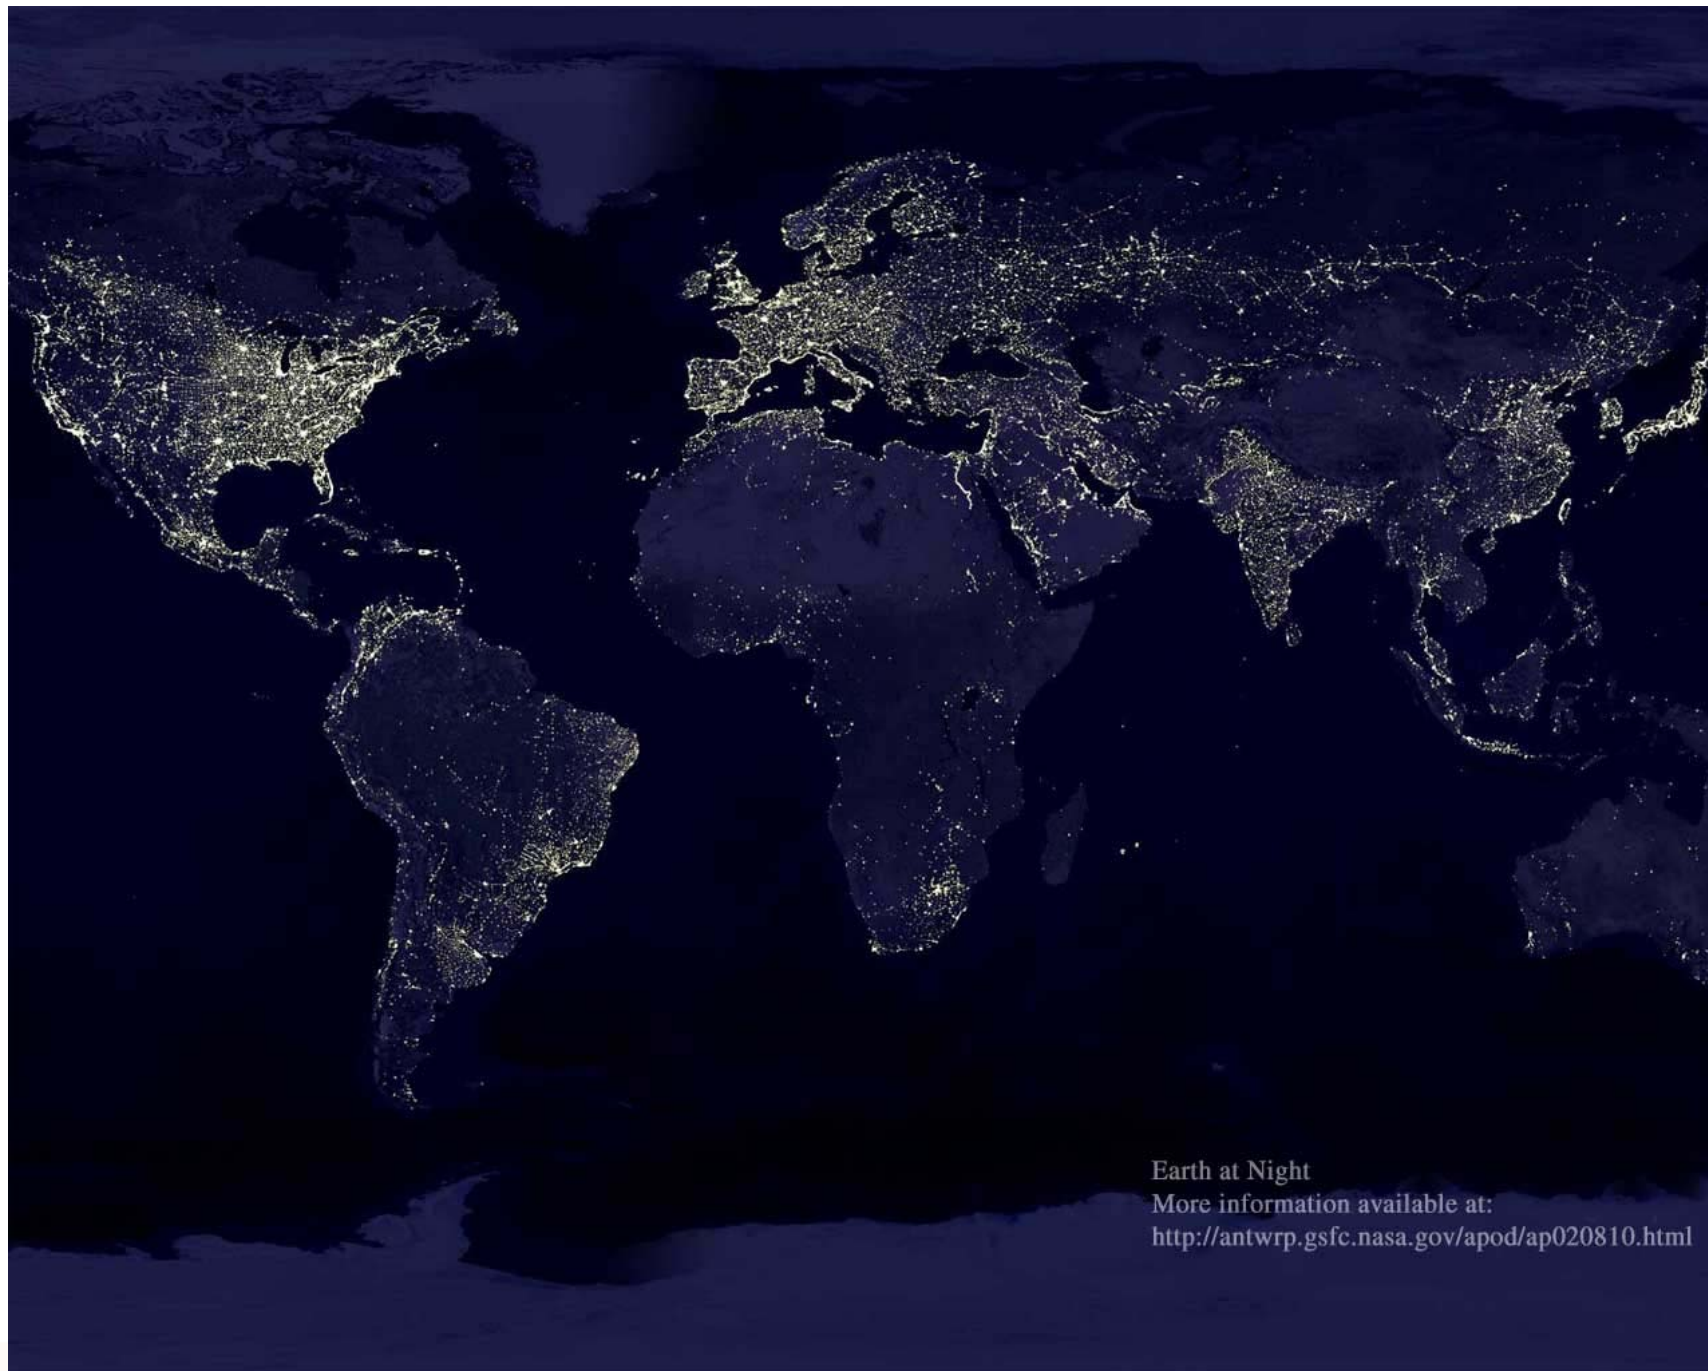 Earth at Night
More information available at:
http://antwrp.gsfc.nasa.gov/apod/ap020810.html